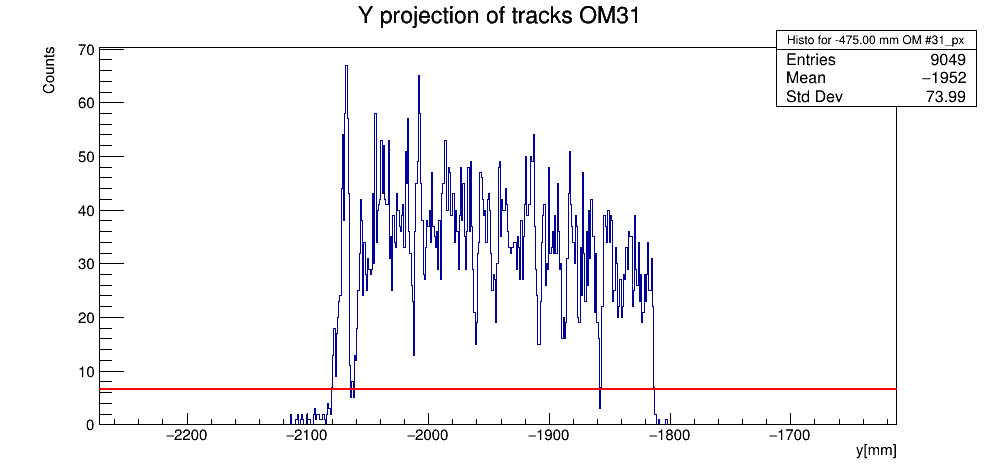 Y projection of tracks OM31
Histo for -475.00 mm OM #31_px
Entries 9049
Mean −1952
Std Dev 73.99
Counts
70
60
50
40
30
20
10
0
−2200 −2100 −2000 −1900 −1800 −1700
y[mm]